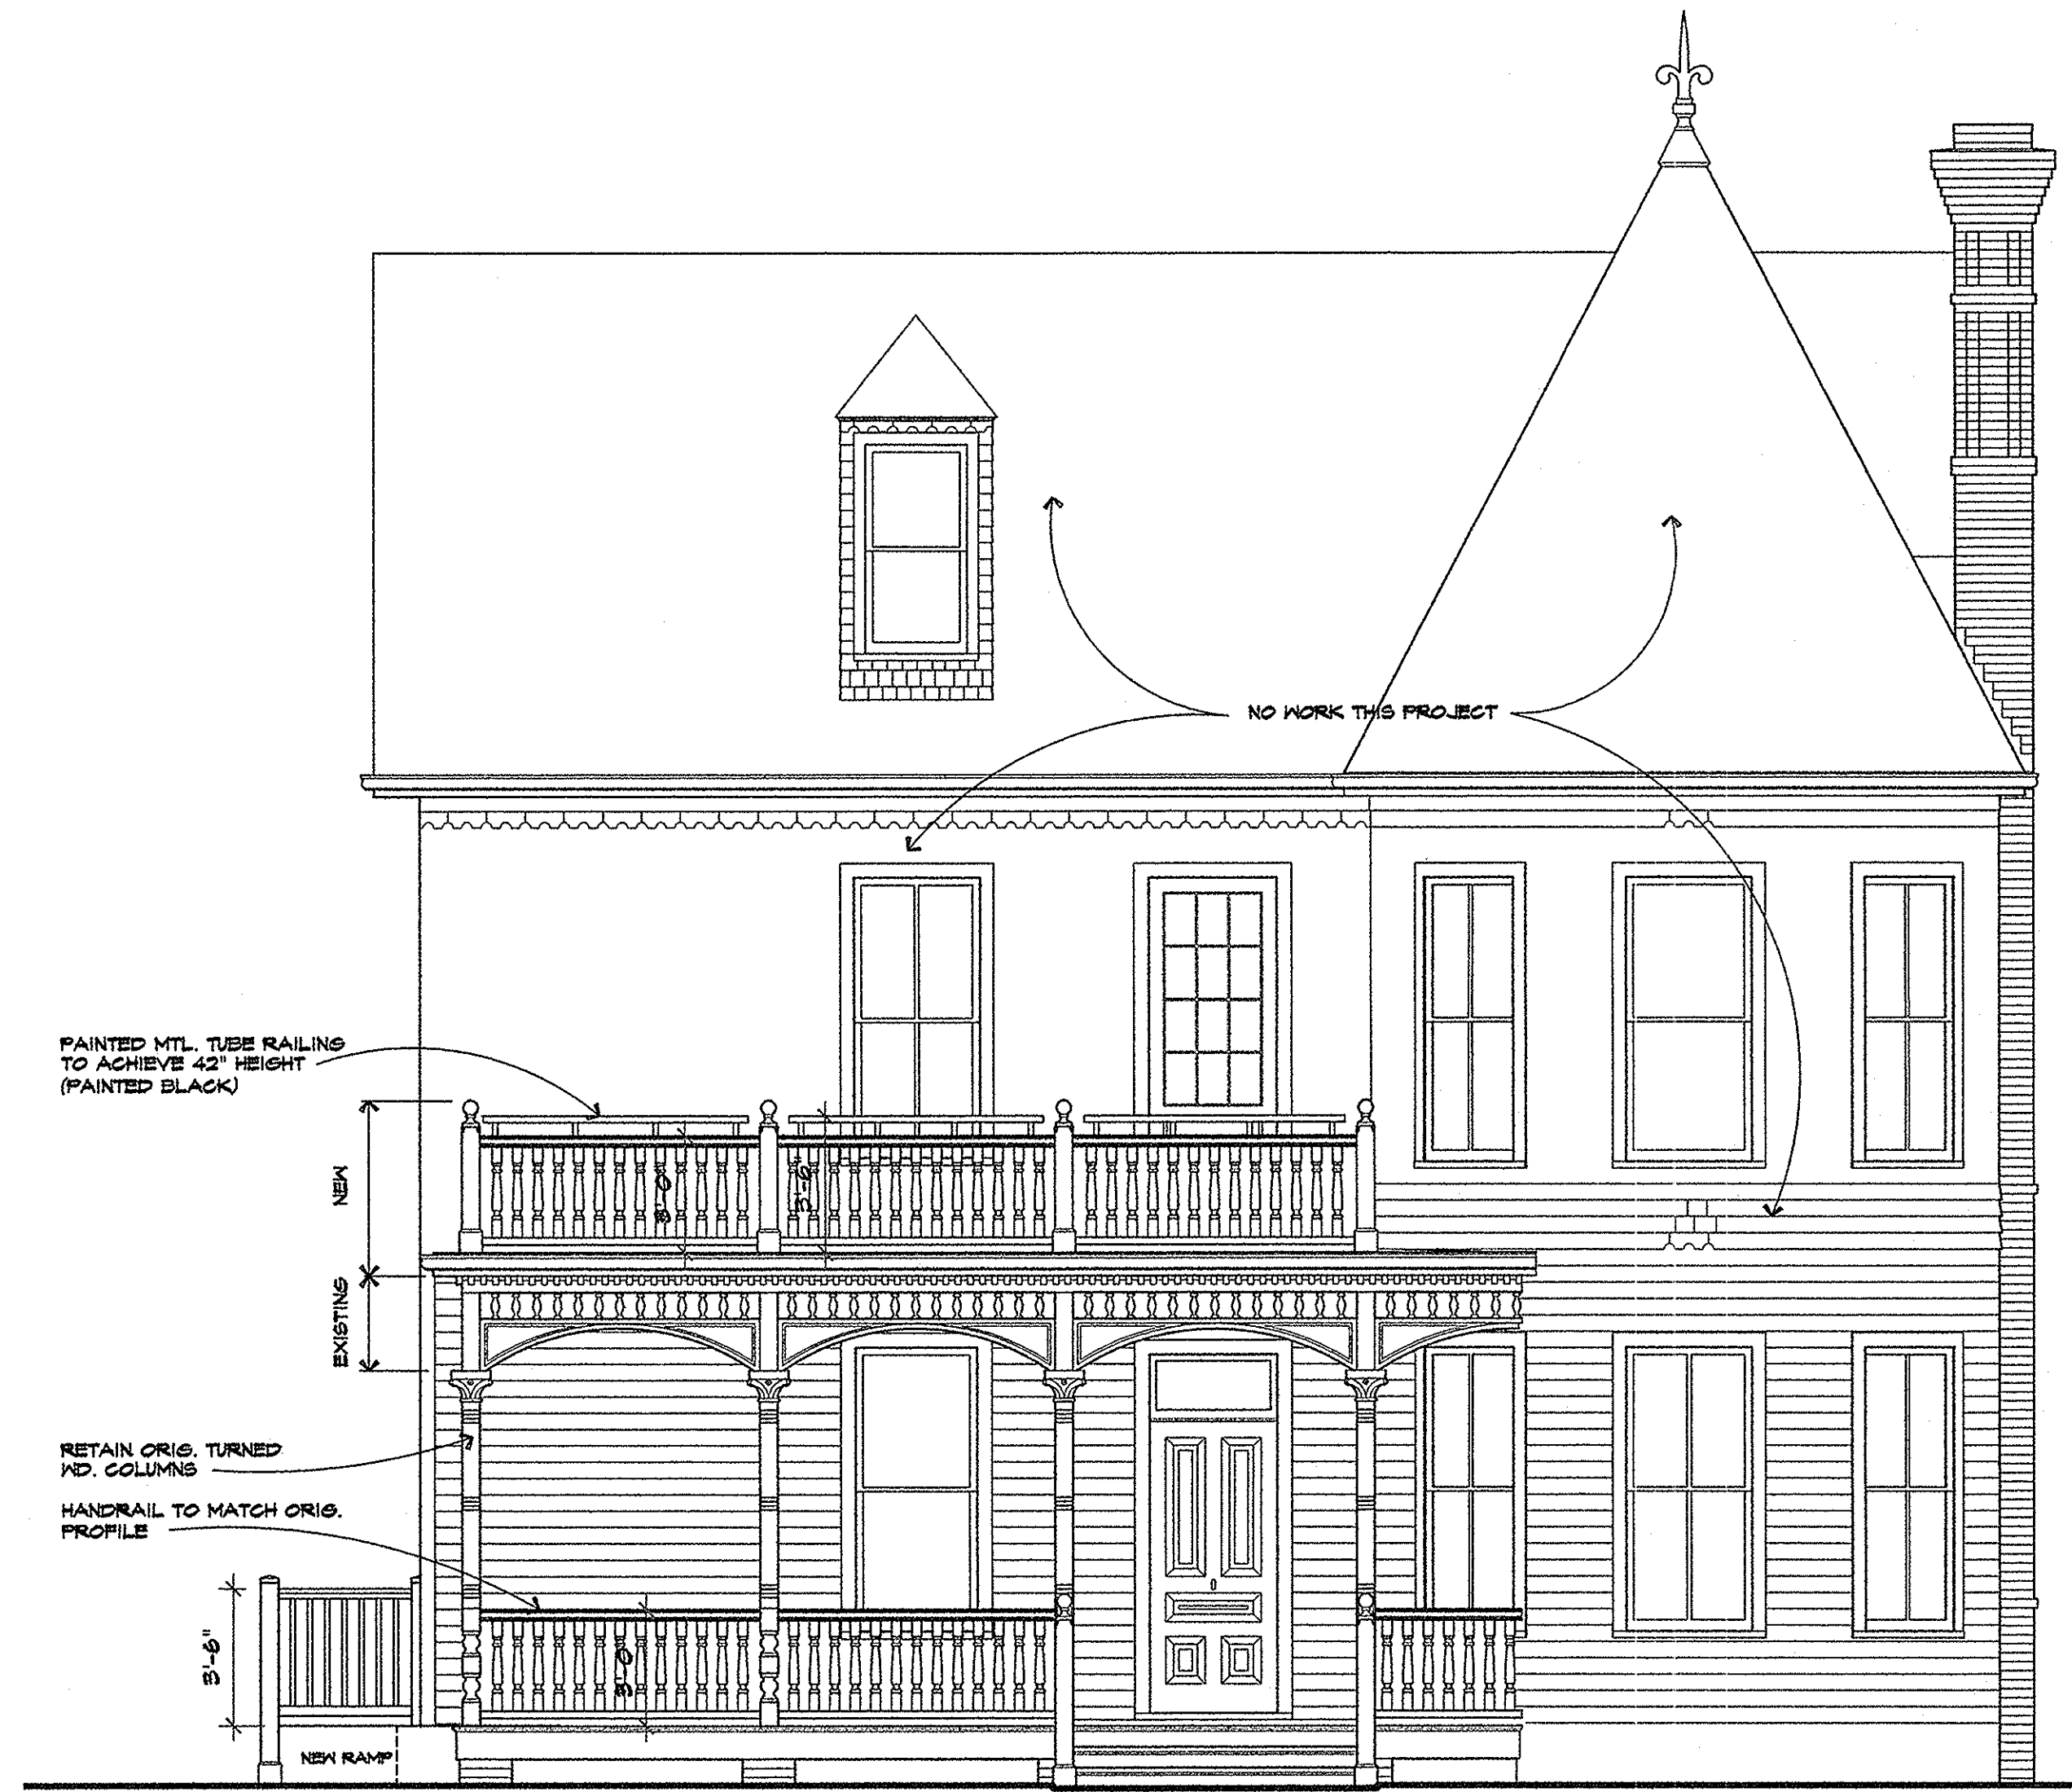 NO WORK THIS PROJECT
PAINTED MTL. TUBE RAILING
TO ACHIEVE 42" HEIGHT
(PAINTED BLACK)
NEW
3'-0"
3'-6"
EXISTING
RETAIN ORIG. TURNED
WD. COLUMNS
HANDRAIL TO MATCH ORIG.
PROFILE
3'-6"
3'-0"
NEW RAMP